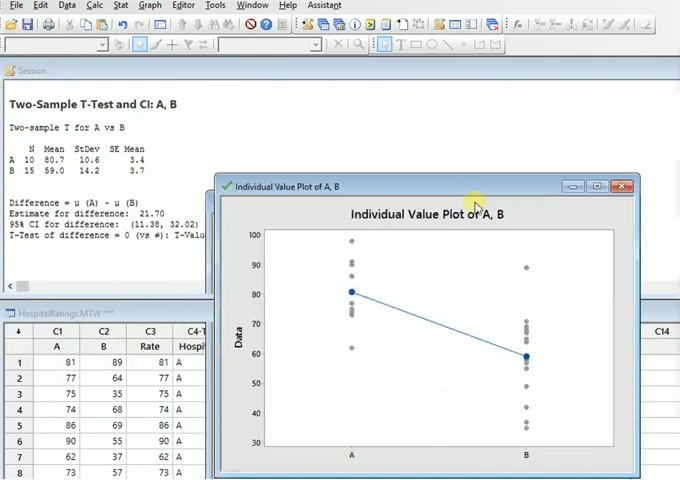 File Edit Data Calc Stat Graph Editor Tools Window Help Assistant
Session
Two-Sample T-Test and CI: A, B
Two-sample T for A vs B
N Mean StDev SE Mean
A 10 80.7 10.6 3.4
B 15 59.0 14.2 3.7
Difference = μ (A) - μ (B)
Estimate for difference: 21.70
95% CI for difference: (11.38, 32.02)
T-Test of difference = 0 (vs ≠): T-Value
Individual Value Plot of A, B
Individual Value Plot of A, B
Data
100
90
80
70
60
50
40
30
A B
HospitalRatings.MTW ***
C1 C2 C3 C4-T C14
A B Rate Hospi
1 81 89 81 A
2 77 64 77 A
3 75 35 75 A
4 74 68 74 A
5 86 69 86 A
6 90 55 90 A
7 62 37 62 A
8 73 57 73 A